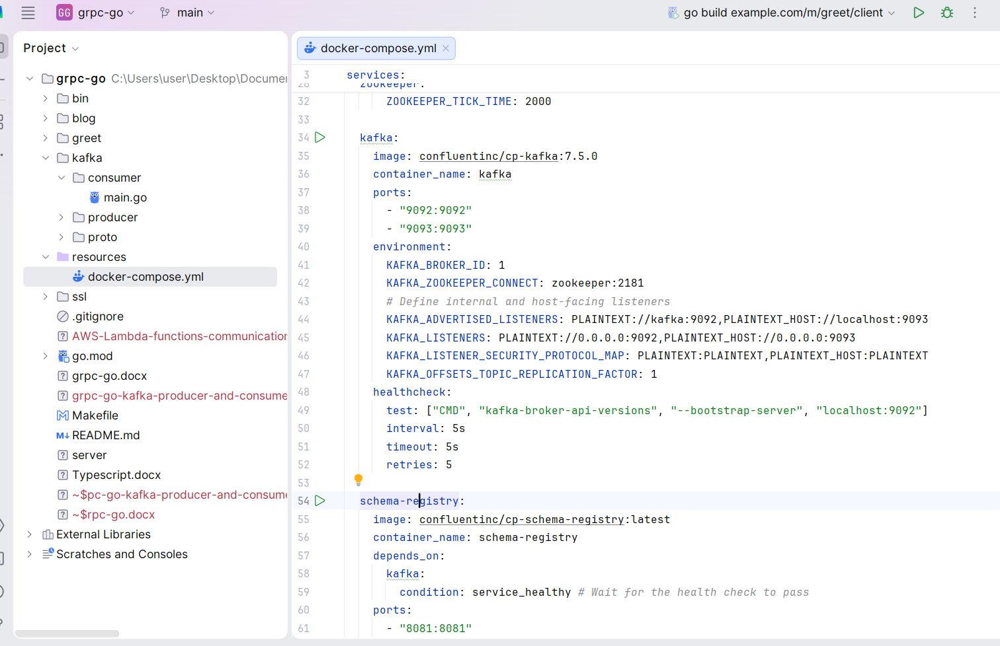 GG grpc-go main go build example.com/m/greet/client
Project
docker-compose.yml
grpc-go C:\Users\user\Desktop\Documen
bin
blog
greet
kafka
consumer
main.go
producer
proto
resources
docker-compose.yml
ssl
.gitignore
AWS-Lambda-functions-communication
go.mod
grpc-go.docx
grpc-go-kafka-producer-and-consume
Makefile
README.md
server
Typescript.docx
~$pc-go-kafka-producer-and-consume
~$rpc-go.docx
External Libraries
Scratches and Consoles
3 services:
28 zookeeper:
32 ZOOKEEPER_TICK_TIME: 2000
33
34 kafka:
35 image: confluentinc/cp-kafka:7.5.0
36 container_name: kafka
37 ports:
38 - "9092:9092"
39 - "9093:9093"
40 environment:
41 KAFKA_BROKER_ID: 1
42 KAFKA_ZOOKEEPER_CONNECT: zookeeper:2181
43 # Define internal and host-facing listeners
44 KAFKA_ADVERTISED_LISTENERS: PLAINTEXT://kafka:9092,PLAINTEXT_HOST://localhost:9093
45 KAFKA_LISTENERS: PLAINTEXT://0.0.0.0:9092,PLAINTEXT_HOST://0.0.0.0:9093
46 KAFKA_LISTENER_SECURITY_PROTOCOL_MAP: PLAINTEXT:PLAINTEXT,PLAINTEXT_HOST:PLAINTEXT
47 KAFKA_OFFSETS_TOPIC_REPLICATION_FACTOR: 1
48 healthcheck:
49 test: ["CMD", "kafka-broker-api-versions", "--bootstrap-server", "localhost:9092"]
50 interval: 5s
51 timeout: 5s
52 retries: 5
53
54 schema-registry:
55 image: confluentinc/cp-schema-registry:latest
56 container_name: schema-registry
57 depends_on:
58 kafka:
59 condition: service_healthy # Wait for the health check to pass
60 ports:
61 - "8081:8081"